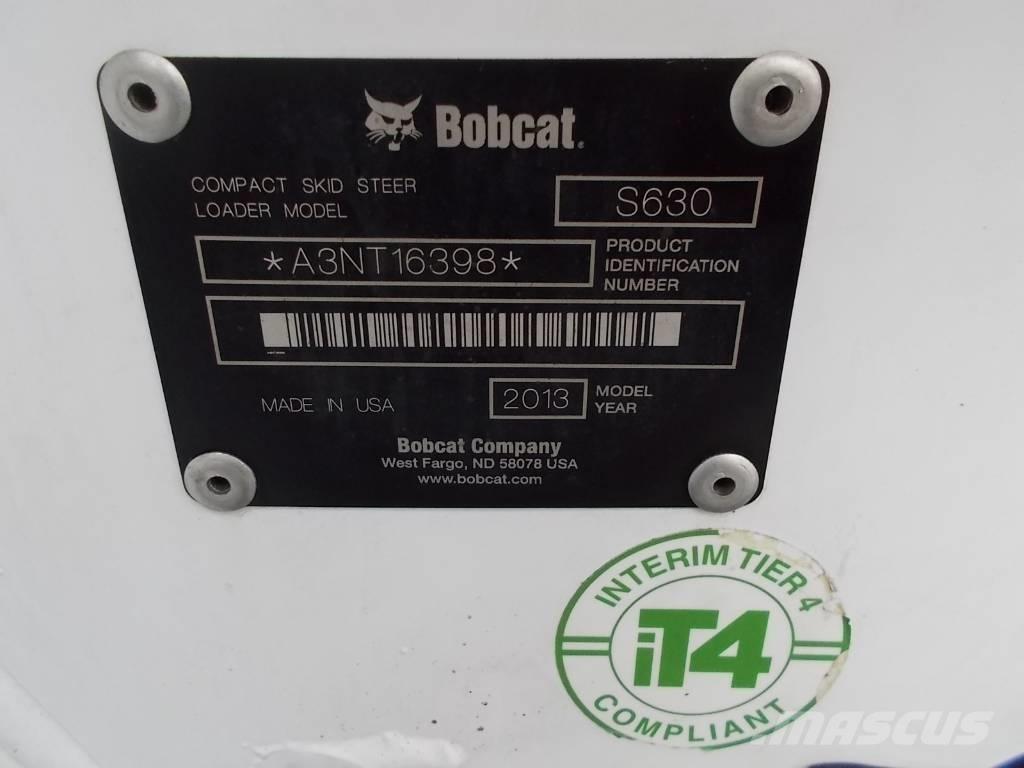 Bobcat.
COMPACT SKID STEER
LOADER MODEL
S630
*A3NT16398*
PRODUCT
IDENTIFICATION
NUMBER
MADE IN USA
2013
MODEL
YEAR
Bobcat Company
West Fargo, ND 58078 USA
www.bobcat.com
INTERIM TIER 4
iT4
COMPLIANT
mascus